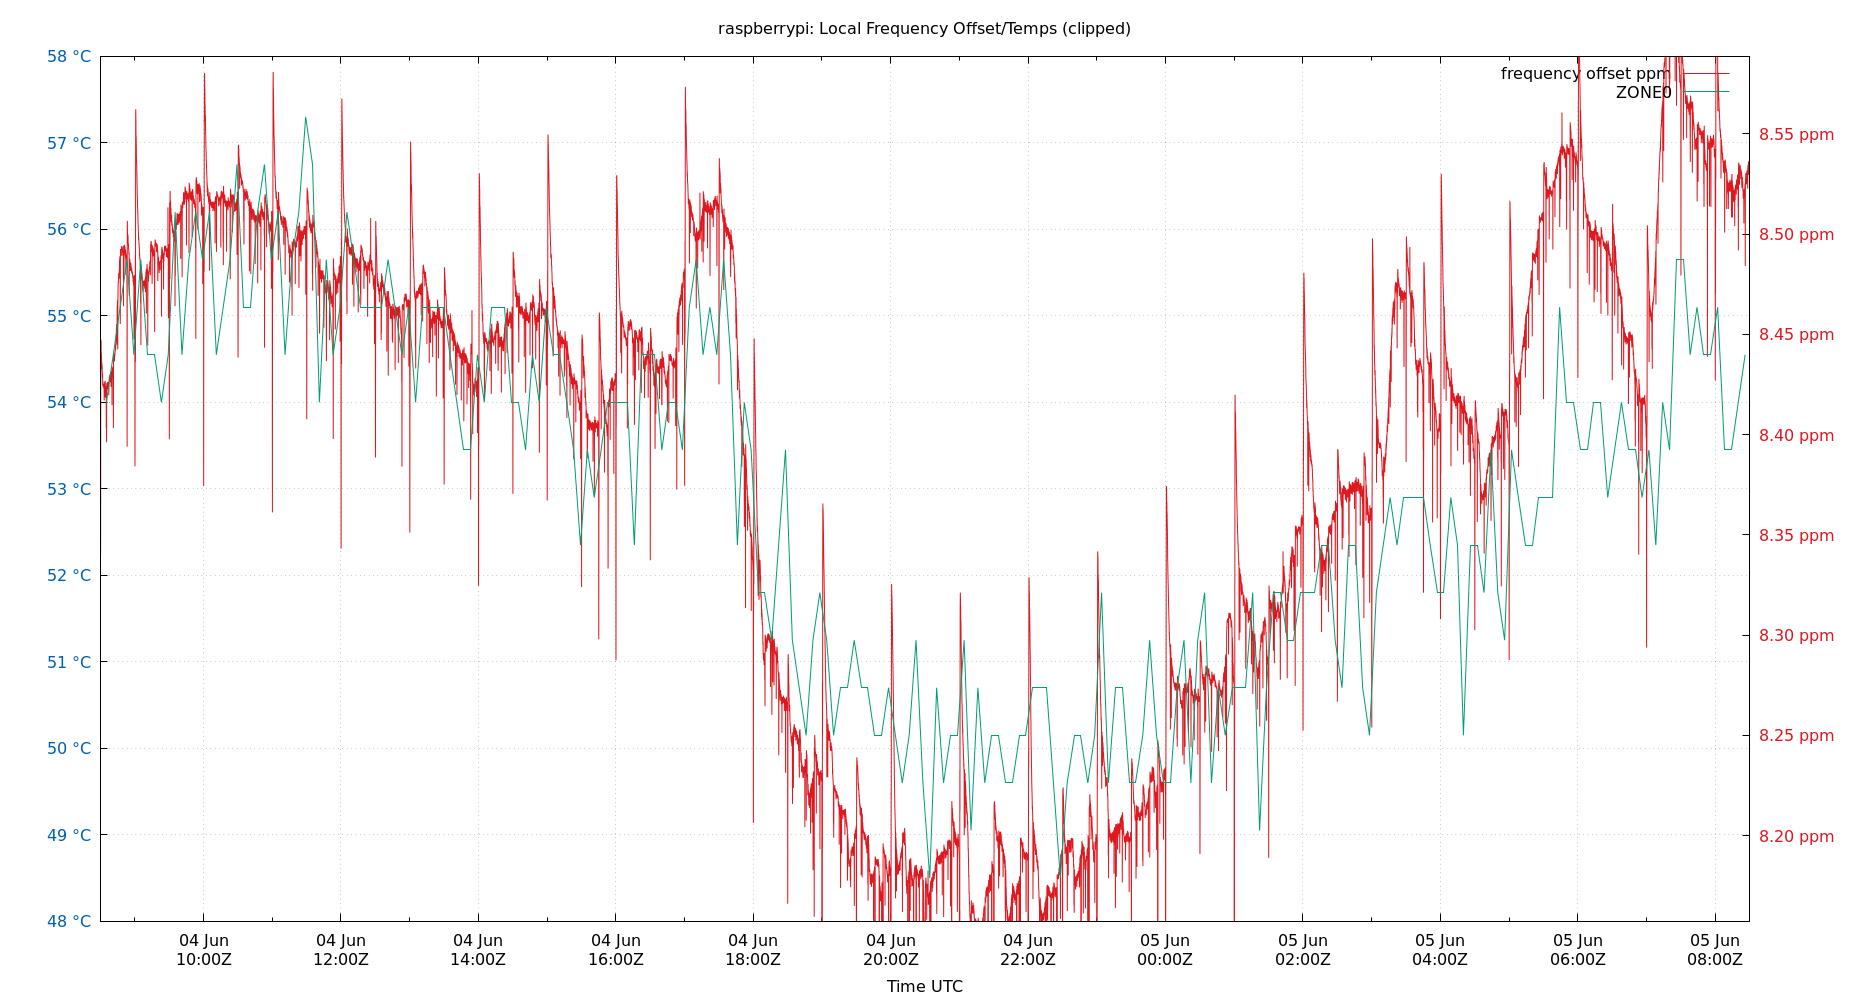 raspberrypi: Local Frequency Offset/Temps (clipped)
frequency offset ppm
ZONE0
58 °C
57 °C
56 °C
55 °C
54 °C
53 °C
52 °C
51 °C
50 °C
49 °C
48 °C
8.55 ppm
8.50 ppm
8.45 ppm
8.40 ppm
8.35 ppm
8.30 ppm
8.25 ppm
8.20 ppm
04 Jun 04 Jun 04 Jun 04 Jun 04 Jun 04 Jun 04 Jun 05 Jun 05 Jun 05 Jun 05 Jun 05 Jun
10:00Z 12:00Z 14:00Z 16:00Z 18:00Z 20:00Z 22:00Z 00:00Z 02:00Z 04:00Z 06:00Z 08:00Z
Time UTC